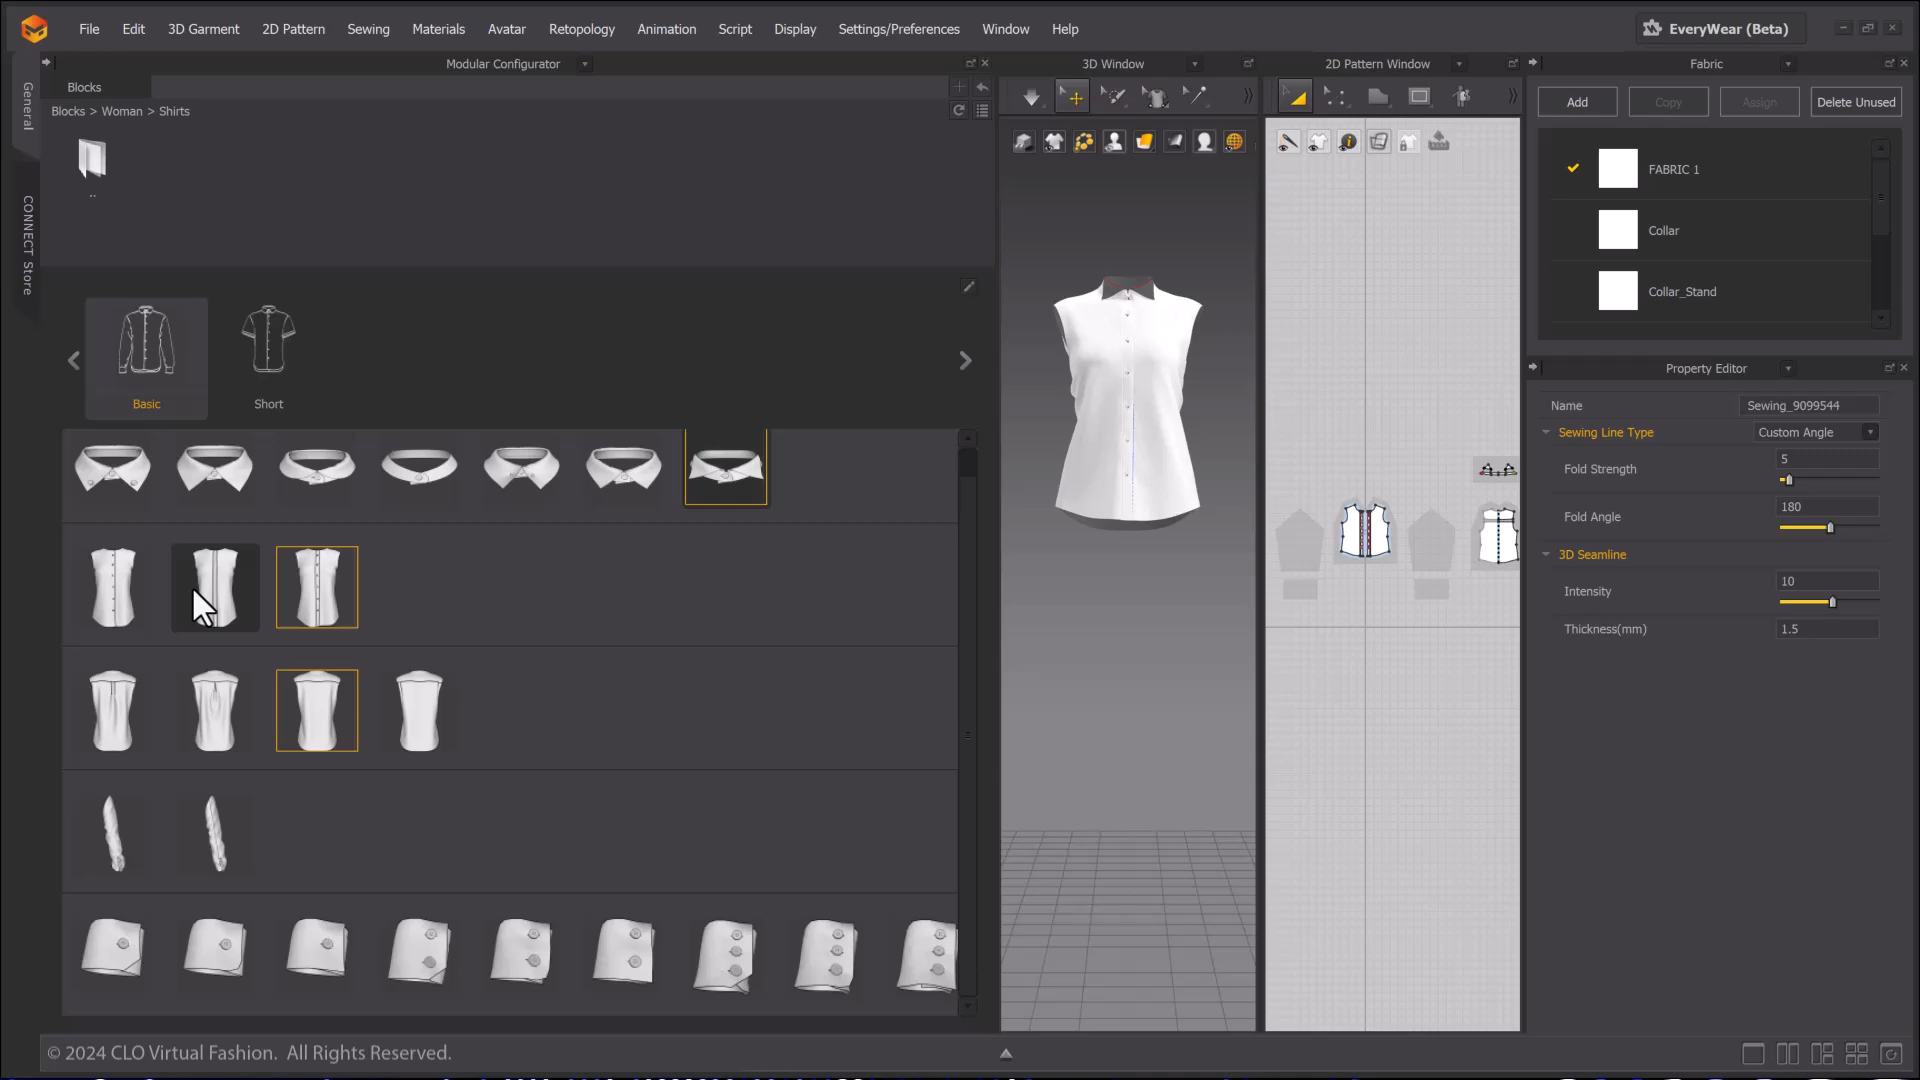 File Edit 3D Garment 2D Pattern Sewing Materials Avatar Retopology Animation Script Display Settings/Preferences Window Help
EveryWear (Beta)
General
CONNECT Store
Modular Configurator
Blocks
Blocks > Woman > Shirts
..
Basic
Short
3D Window
2D Pattern Window
Fabric
Add
Copy
Assign
Delete Unused
FABRIC 1
Collar
Collar_Stand
Property Editor
Name
Sewing_9099544
Sewing Line Type
Custom Angle
Fold Strength
5
Fold Angle
180
3D Seamline
Intensity
10
Thickness(mm)
1.5
© 2024 CLO Virtual Fashion. All Rights Reserved.